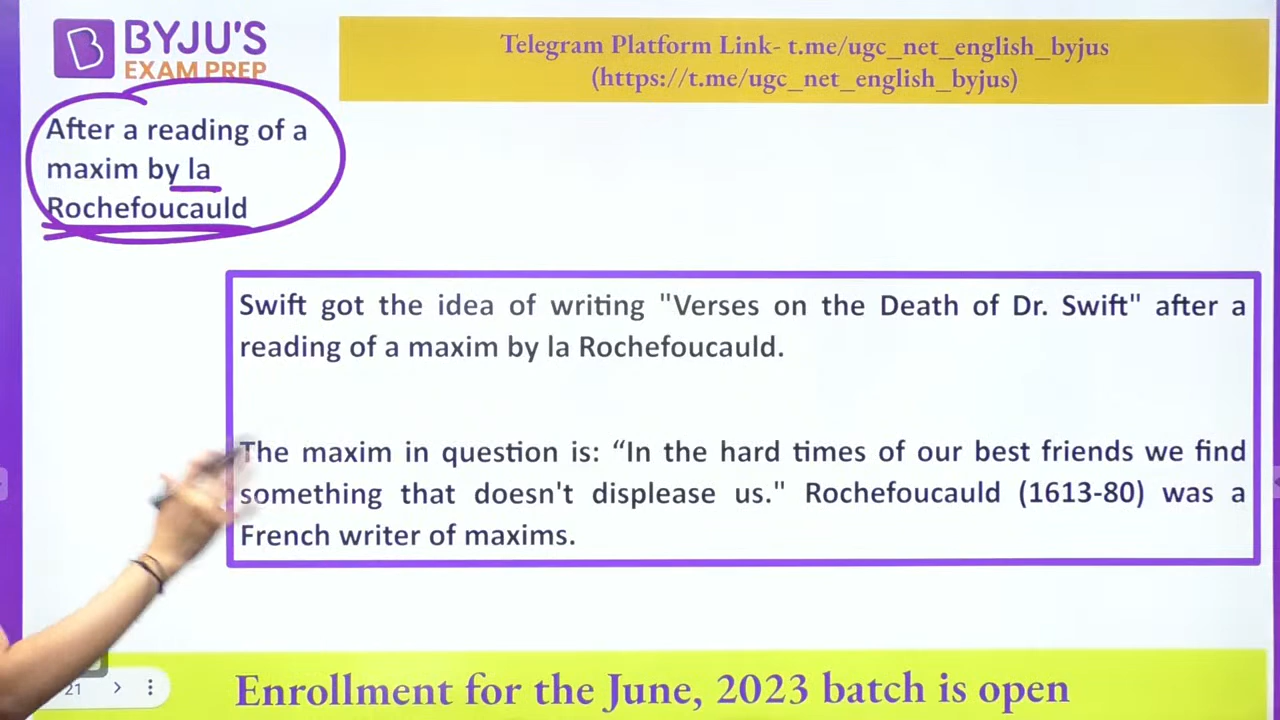 BYJU'S
EXAM PREP
Telegram Platform Link- t.me/ugc_net_english_byjus
(https://t.me/ugc_net_english_byjus)
After a reading of a
maxim by la
Rochefoucauld
Swift got the idea of writing "Verses on the Death of Dr. Swift" after a
reading of a maxim by la Rochefoucauld.
The maxim in question is: “In the hard times of our best friends we find
something that doesn't displease us." Rochefoucauld (1613-80) was a
French writer of maxims.
21
Enrollment for the June, 2023 batch is open